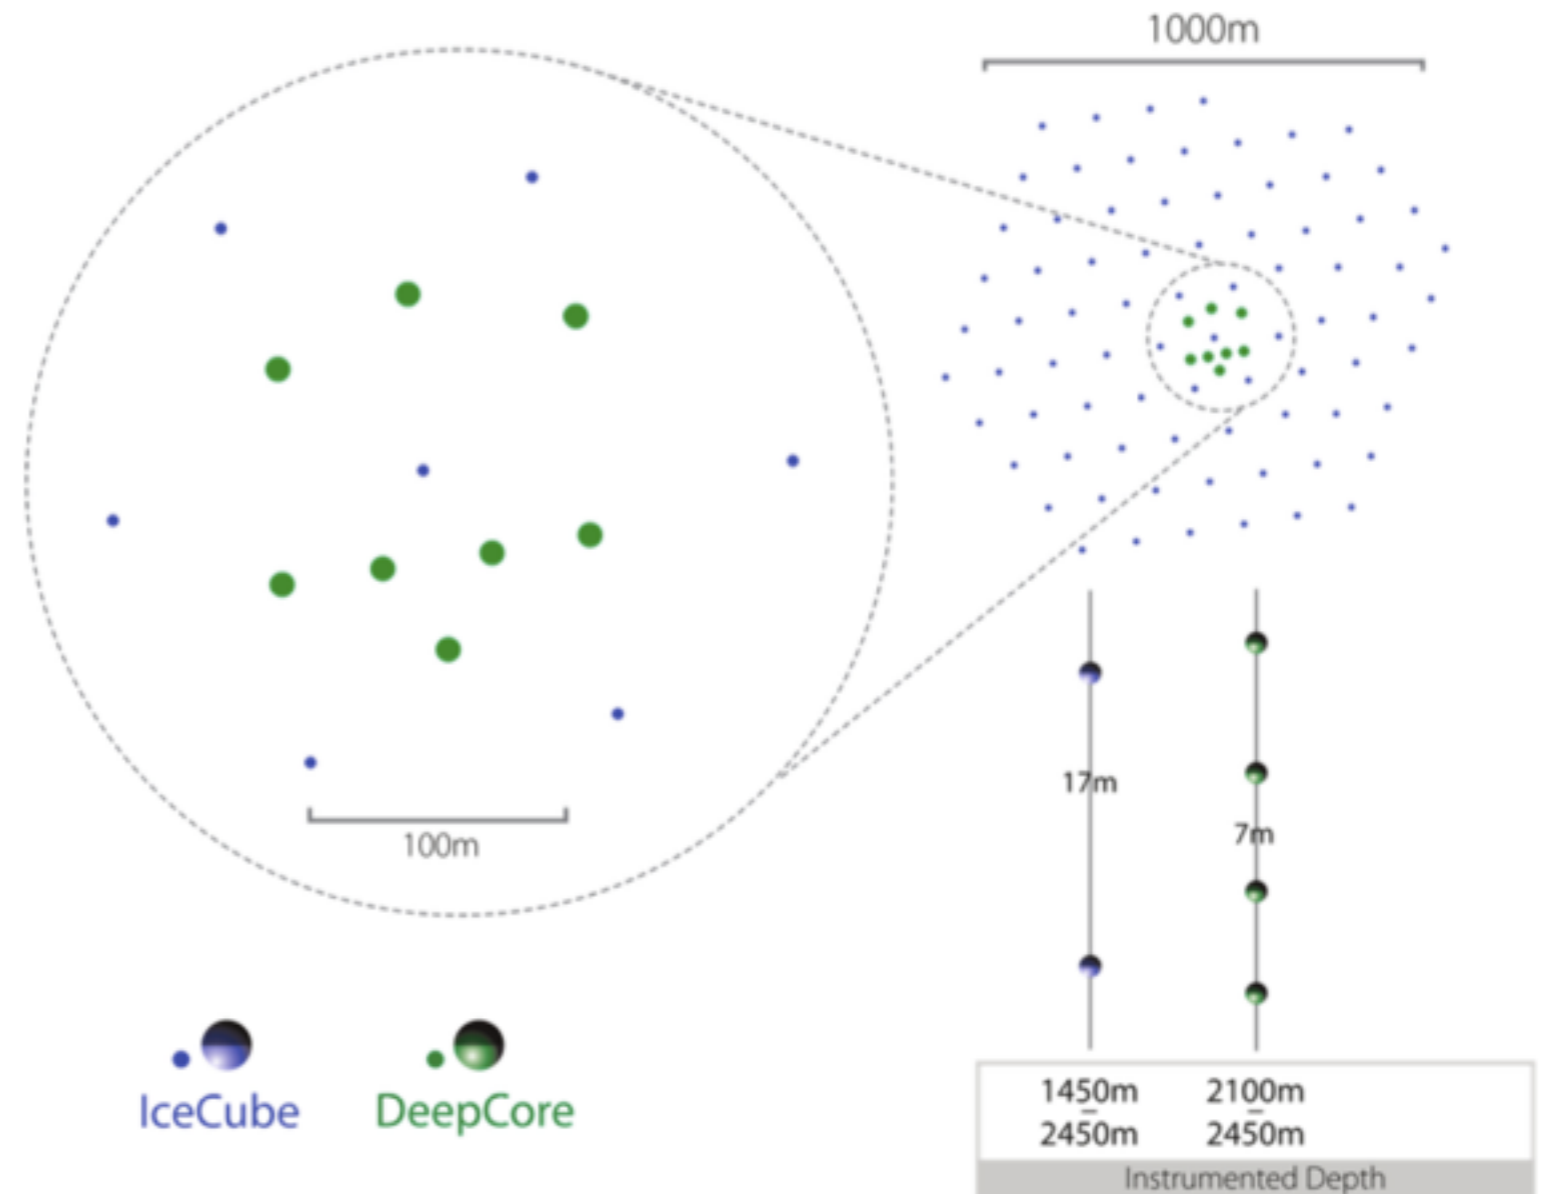 1000m
100m
17m
7m
IceCube
DeepCore
1450m
–
2450m
2100m
–
2450m
Instrumented Depth